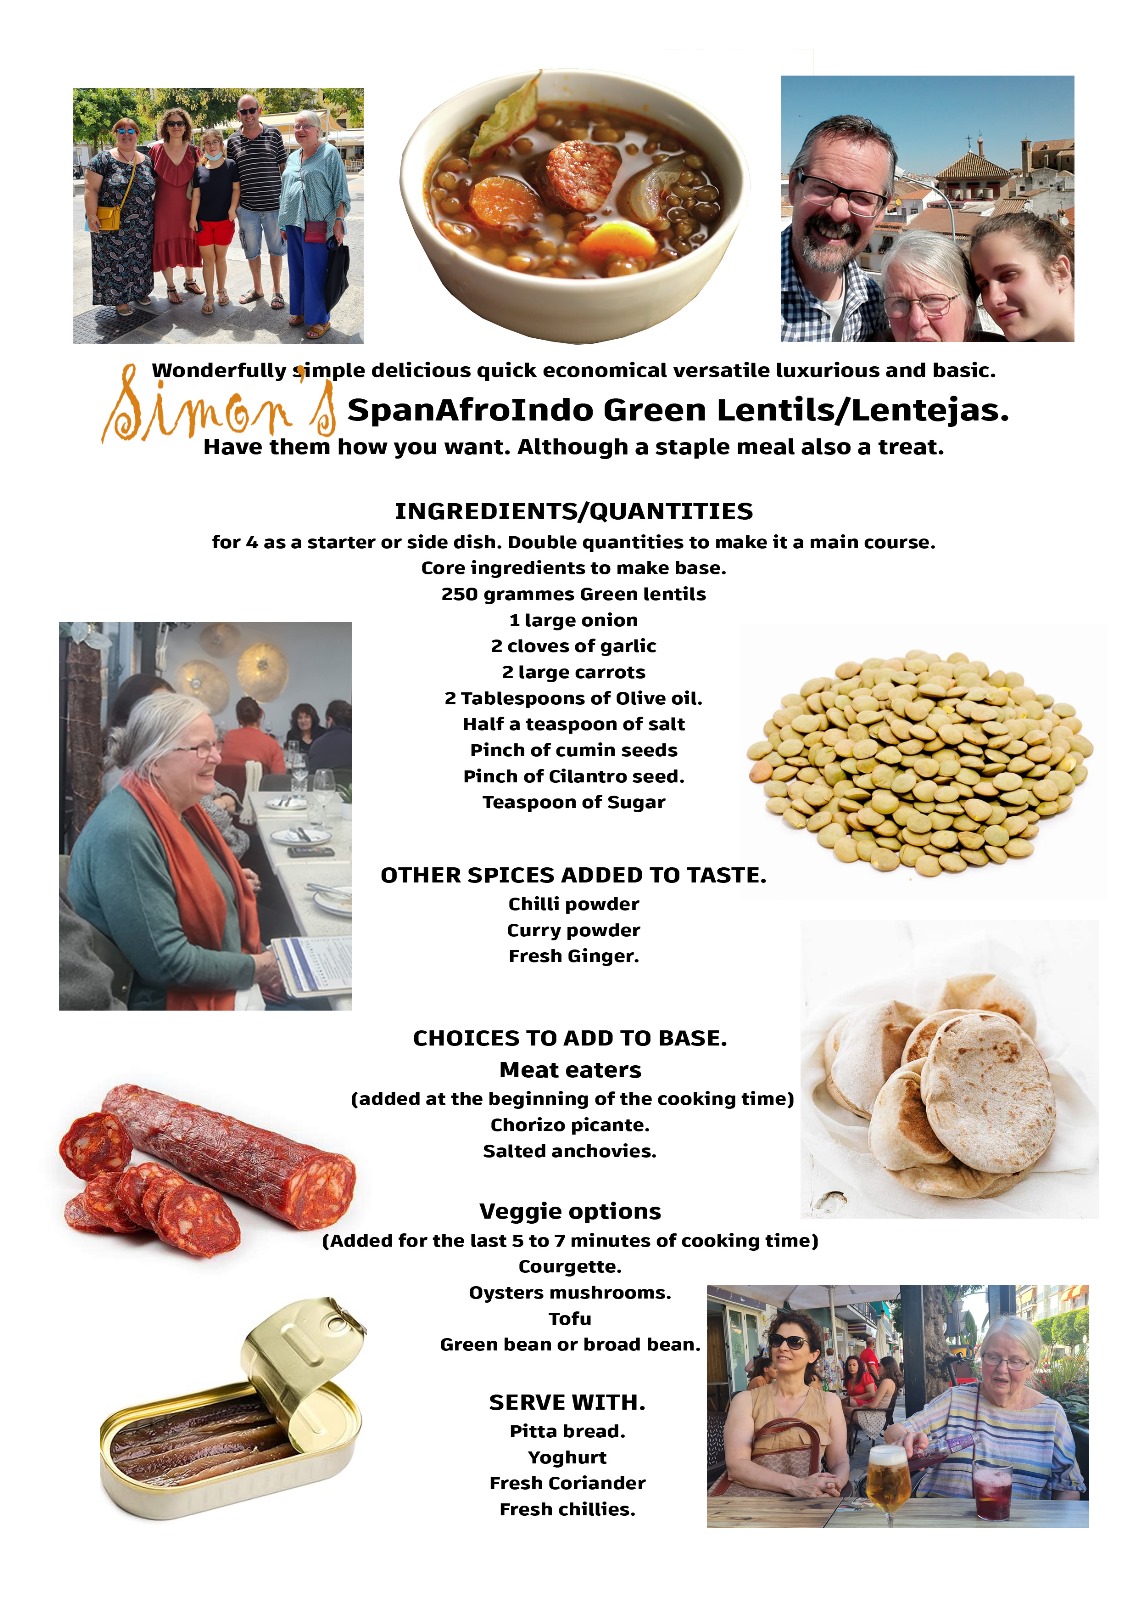 Wonderfully simple delicious quick economical versatile luxurious and basic.
Simon's SpanAfroIndo Green Lentils/Lentejas.
Have them how you want. Although a staple meal also a treat.
INGREDIENTS/QUANTITIES
for 4 as a starter or side dish. Double quantities to make it a main course.
Core ingredients to make base.
250 grammes Green lentils
1 large onion
2 cloves of garlic
2 large carrots
2 Tablespoons of Olive oil.
Half a teaspoon of salt
Pinch of cumin seeds
Pinch of Cilantro seed.
Teaspoon of Sugar
OTHER SPICES ADDED TO TASTE.
Chilli powder
Curry powder
Fresh Ginger.
CHOICES TO ADD TO BASE.
Meat eaters
(added at the beginning of the cooking time)
Chorizo picante.
Salted anchovies.
Veggie options
(Added for the last 5 to 7 minutes of cooking time)
Courgette.
Oysters mushrooms.
Tofu
Green bean or broad bean.
SERVE WITH.
Pitta bread.
Yoghurt
Fresh Coriander
Fresh chillies.